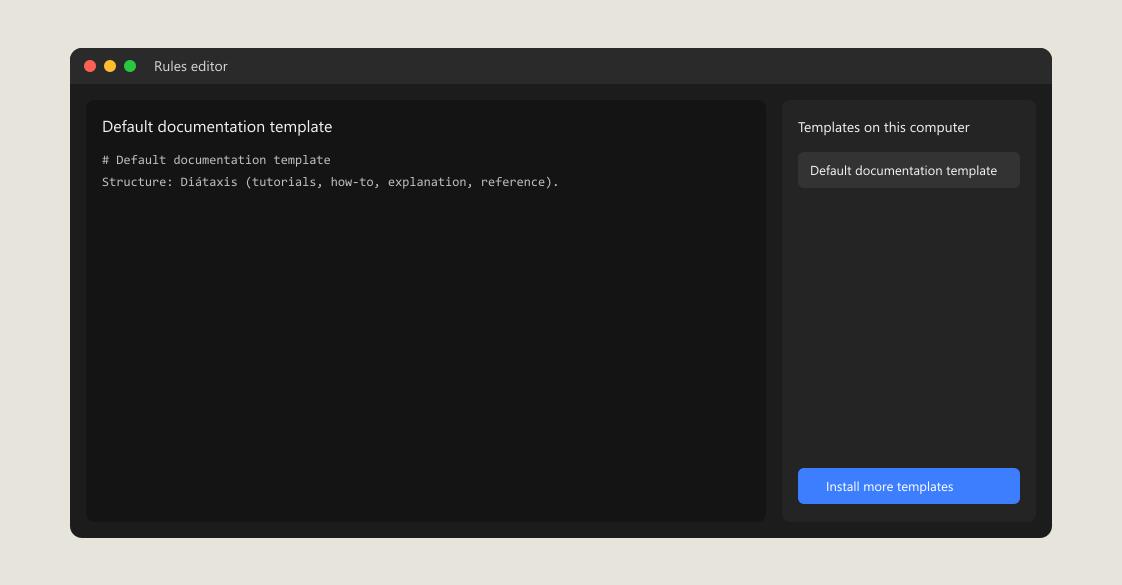 Rules editor
Default documentation template
# Default documentation template
Structure: Diátaxis (tutorials, how-to, explanation, reference).
Templates on this computer
Default documentation template
Install more templates